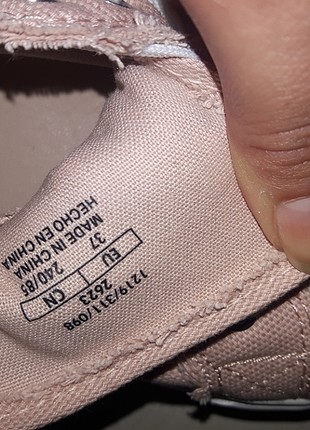 1219/311/098
2623
EU 37
CN 240/85
MADE IN CHINA
HECHO EN CHINA